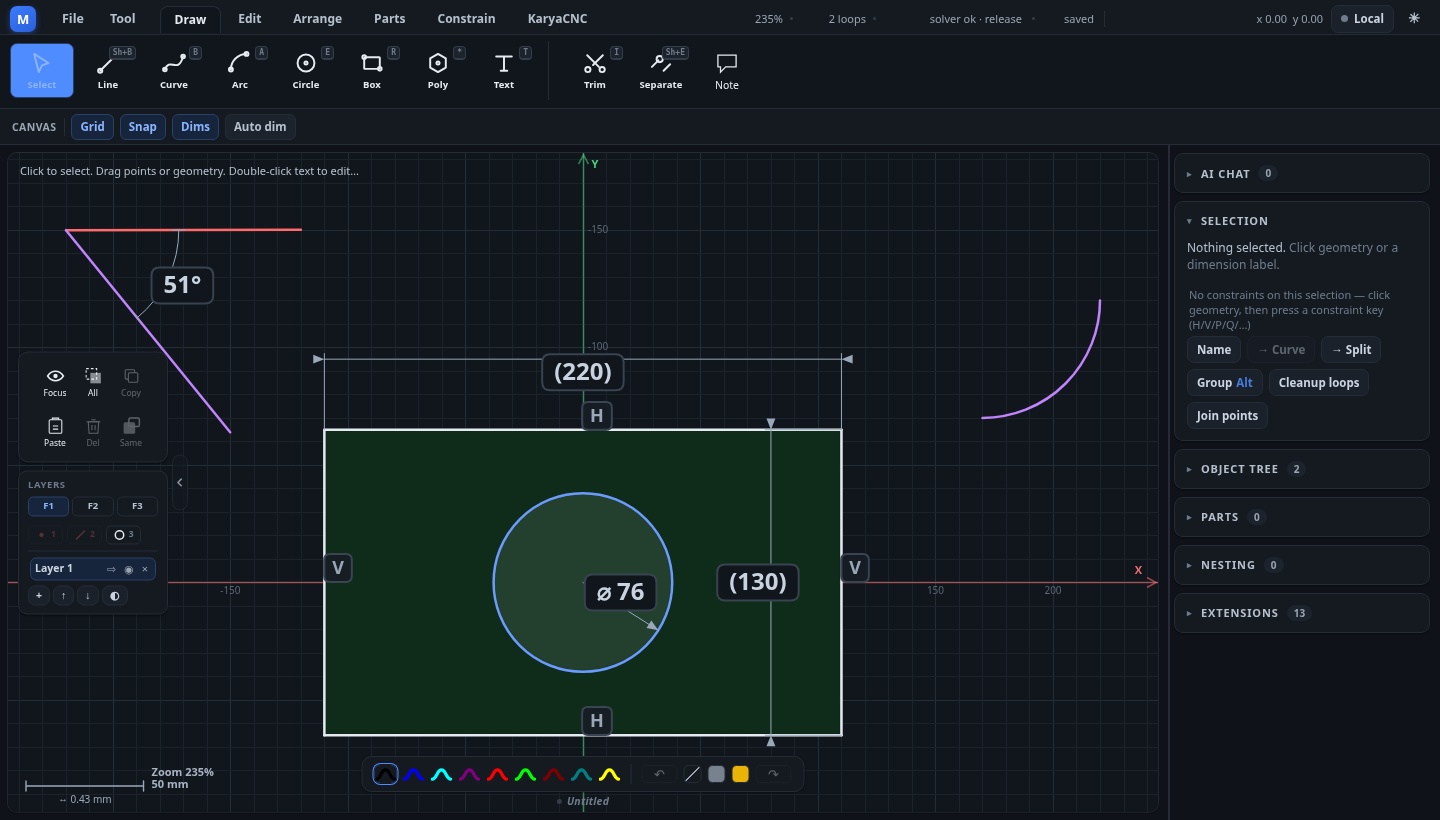 M File Tool Draw Edit Arrange Parts Constrain KaryaCNC 235% 2 loops solver ok · release saved x 0.00 y 0.00 Local
Sh+B B A E R * T I Sh+E
Select Line Curve Arc Circle Box Poly Text Trim Separate Note
CANVAS Grid Snap Dims Auto dim
Click to select. Drag points or geometry. Double-click text to edit...
Y
X
-150
-100
-150
150
200
51°
(220)
H
V
V
⌀ 76
(130)
H
Focus All Copy
Paste Del Same
LAYERS
F1 F2 F3
1 2 3
Layer 1 ⇨ ◉ ×
+ ↑ ↓ ◐
Zoom 235%
50 mm
↔ 0.43 mm
↶ ↷
Untitled
▸ AI CHAT 0
▾ SELECTION
Nothing selected. Click geometry or a
dimension label.
No constraints on this selection — click
geometry, then press a constraint key
(H/V/P/Q/...)
Name → Curve → Split
Group Alt Cleanup loops
Join points
▸ OBJECT TREE 2
▸ PARTS 0
▸ NESTING 0
▸ EXTENSIONS 13